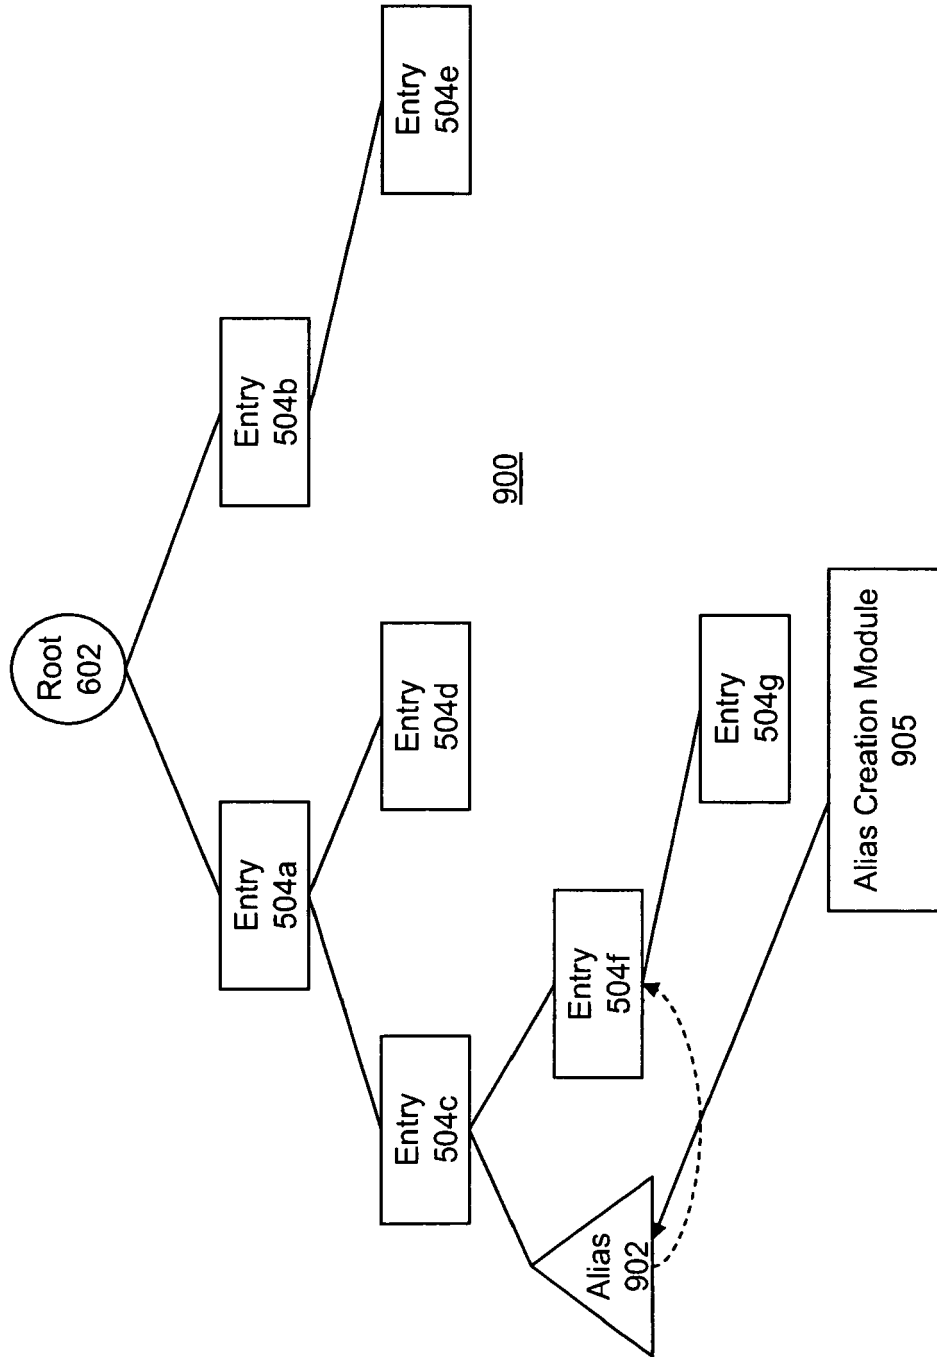 Root
602
Entry
504a
Entry
504b
Entry
504c
Entry
504d
Entry
504e
Alias
902
Entry
504f
Entry
504g
900
Alias Creation Module
905